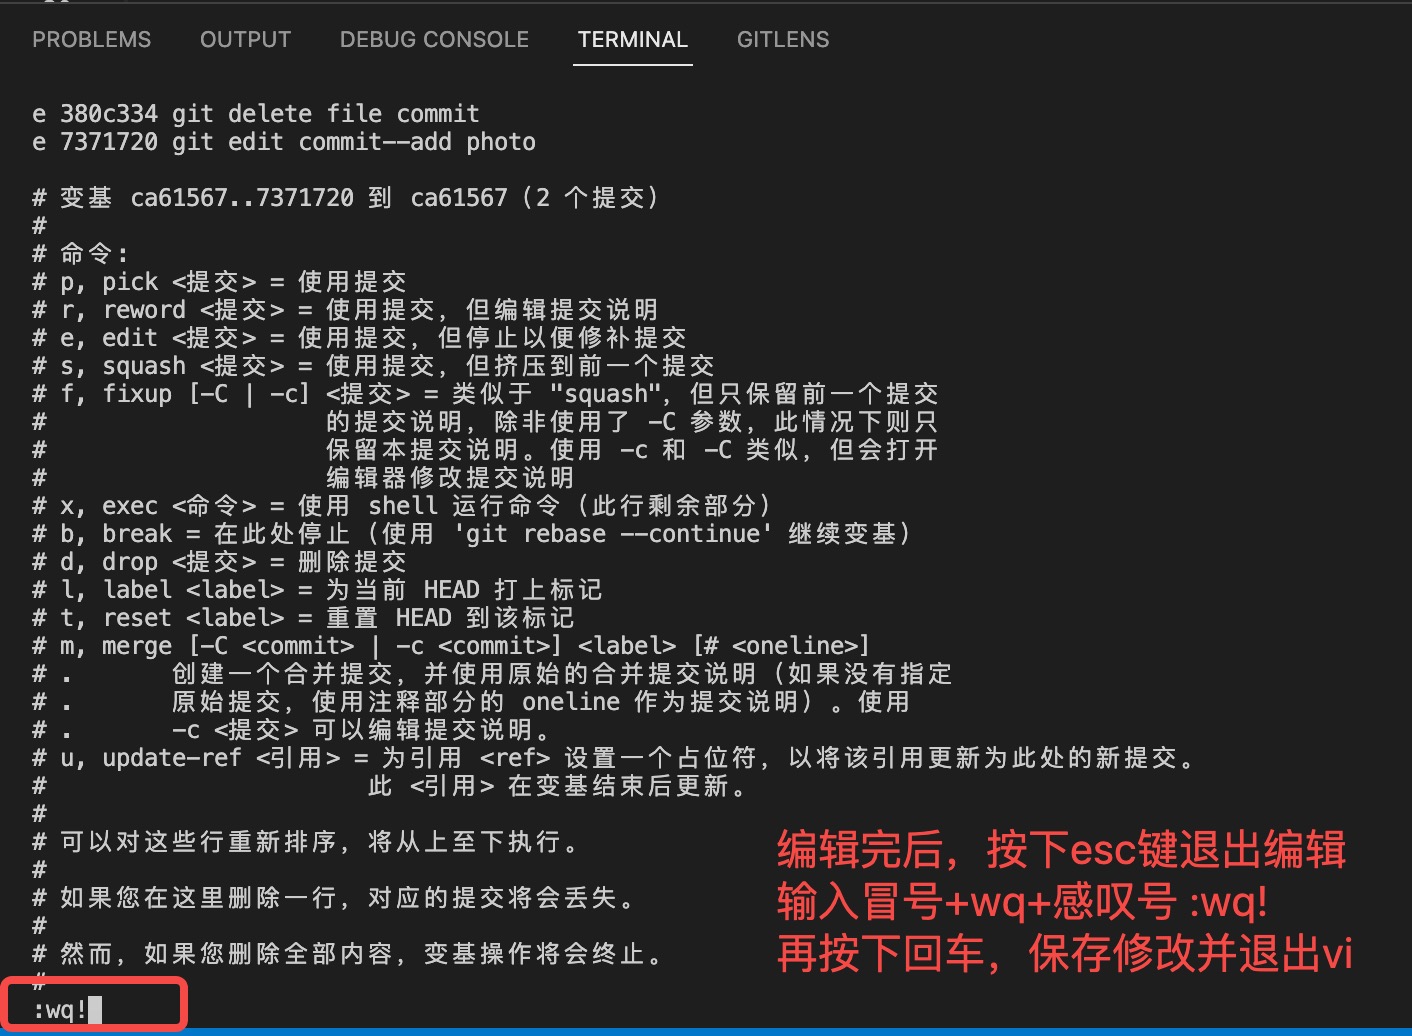 PROBLEMS OUTPUT DEBUG CONSOLE TERMINAL GITLENS
e 380c334 git delete file commit
e 7371720 git edit commit--add photo
# 变基 ca61567..7371720 到 ca61567（2 个提交）
#
# 命令:
# p, pick <提交> = 使用提交
# r, reword <提交> = 使用提交，但编辑提交说明
# e, edit <提交> = 使用提交，但停止以便修补提交
# s, squash <提交> = 使用提交，但挤压到前一个提交
# f, fixup [-C | -c] <提交> = 类似于 "squash"，但只保留前一个提交
# 的提交说明，除非使用了 -C 参数，此情况下则只
# 保留本提交说明。使用 -c 和 -C 类似，但会打开
# 编辑器修改提交说明
# x, exec <命令> = 使用 shell 运行命令（此行剩余部分）
# b, break = 在此处停止（使用 'git rebase --continue' 继续变基）
# d, drop <提交> = 删除提交
# l, label <label> = 为当前 HEAD 打上标记
# t, reset <label> = 重置 HEAD 到该标记
# m, merge [-C <commit> | -c <commit>] <label> [# <oneline>]
# . 创建一个合并提交，并使用原始的合并提交说明（如果没有指定
# . 原始提交，使用注释部分的 oneline 作为提交说明）。使用
# . -c <提交> 可以编辑提交说明。
# u, update-ref <引用> = 为引用 <ref> 设置一个占位符，以将该引用更新为此处的新提交。
# 此 <引用> 在变基结束后更新。
#
# 可以对这些行重新排序，将从上至下执行。
#
# 如果您在这里删除一行，对应的提交将会丢失。
#
# 然而，如果您删除全部内容，变基操作将会终止。
#
:wq!
编辑完后，按下esc键退出编辑
输入冒号+wq+感叹号 :wq!
再按下回车，保存修改并退出vi